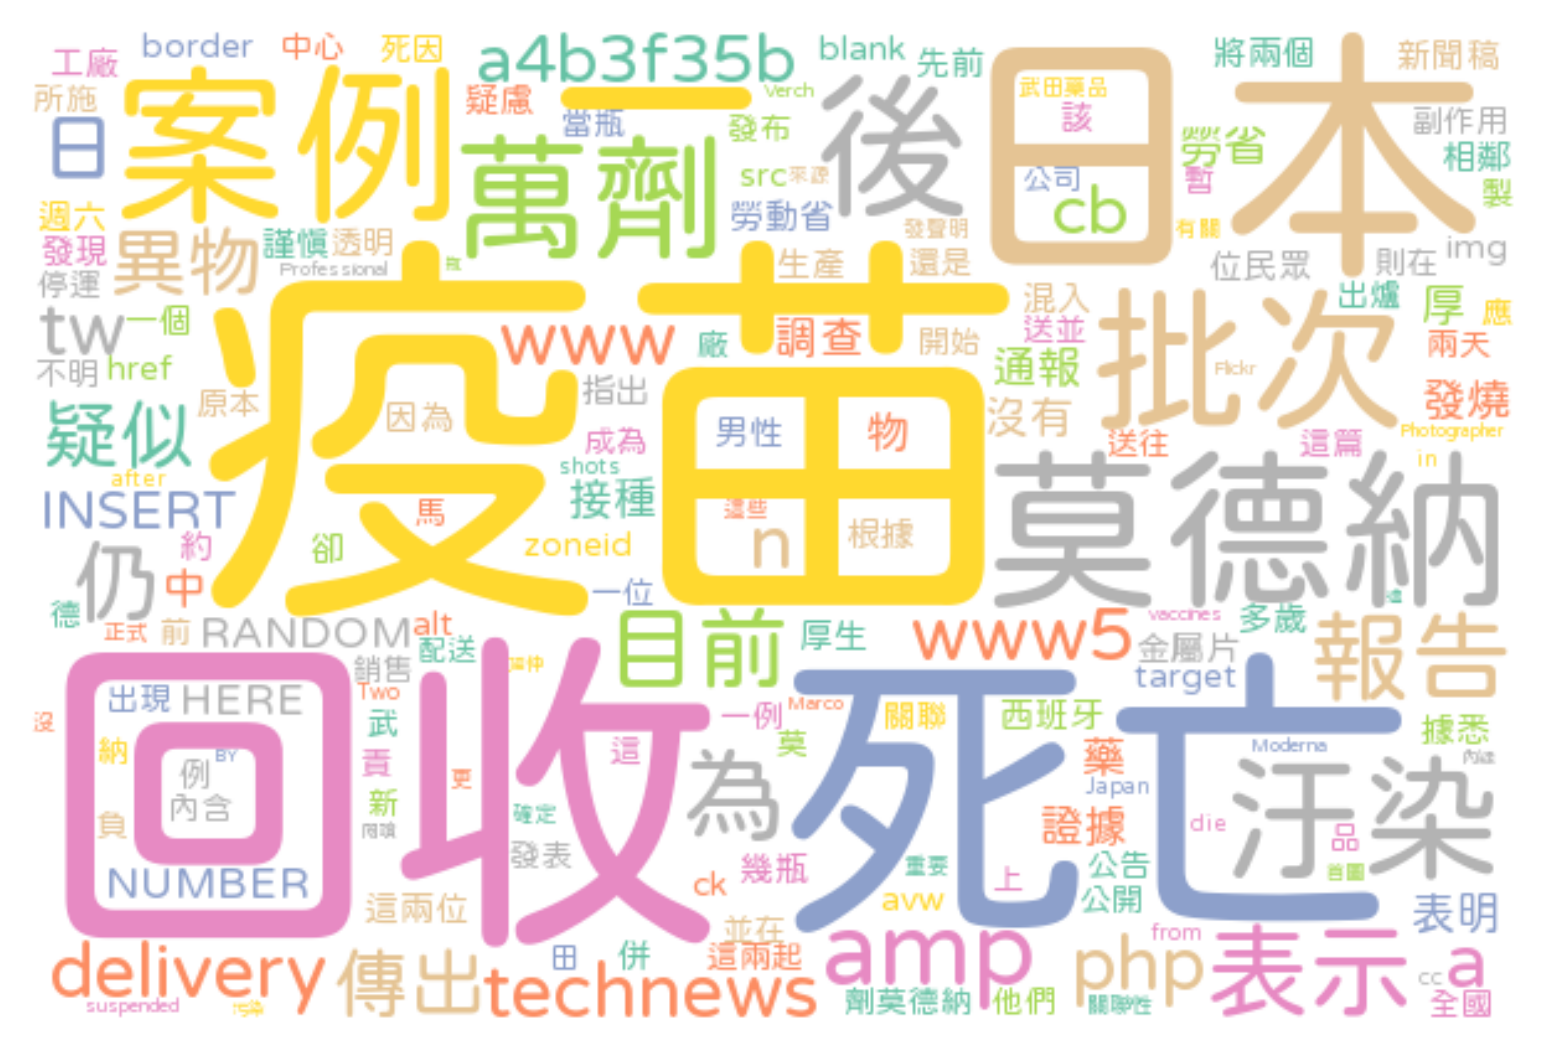 工廠
border
中心
死因
a4b3f35b
blank
先前
將兩個
新聞稿
所施
日
案例
疑慮
一
當瓶
Verch
發布
後
日本
武田藥品
該
勞省
副作用
相鄰
製
暫
萬劑
src
來源
公司
cb
週六
勞動省
發聲明
有關
發現
異物
謹慎
透明
Professional
瓶
生產
還是
位民眾
則在
img
停運
疫苗
混入
出爐
厚
應
tw
一個
www
廠
調查
開始
送並
批次
兩天
不明
href
通報
Flickr
原本
因為
指出
男性
物
沒有
發燒
疑似
成為
送往
這篇
Photographer
after
shots
in
INSERT
馬
接種
這些
莫德納
約
卻
zoneid
n
根據
仍
中
一位
德
正式
前
RANDOM
alt
目前
厚生
www5
vaccines
多歲
金屬片
報告
配送
銷售
target
死亡
回收
出現
HERE
Two
一例
Marco
關聯
西班牙
據悉
沒
武
莫
納
BY
責
這
為
藥
Moderna
汙染
例
更
Japan
內含
新
負
確定
證據
die
品
發表
NUMBER
幾瓶
重要
公告
首圖
ck
上
avw
公開
表明
這兩位
並在
delivery
傳出
田
併
這兩起
amp
php
from
表示
cc
a
technews
suspended
劑莫德納
他們
關聯性
全國